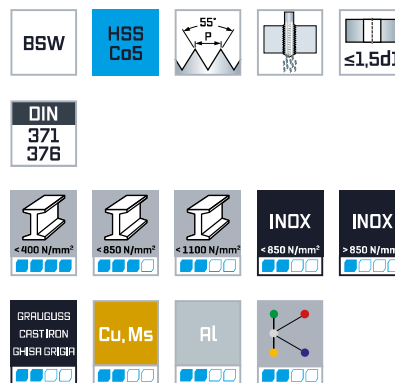 BSW
HSS
Co5
55°
P
≤1,5d1
DIN
371
376
<400 N/mm²
<850 N/mm²
<1100 N/mm²
INOX
<850 N/mm²
INOX
>850 N/mm²
GRAUGUSS
CAST IRON
GHISA GRIGIA
Cu, Ms
Al